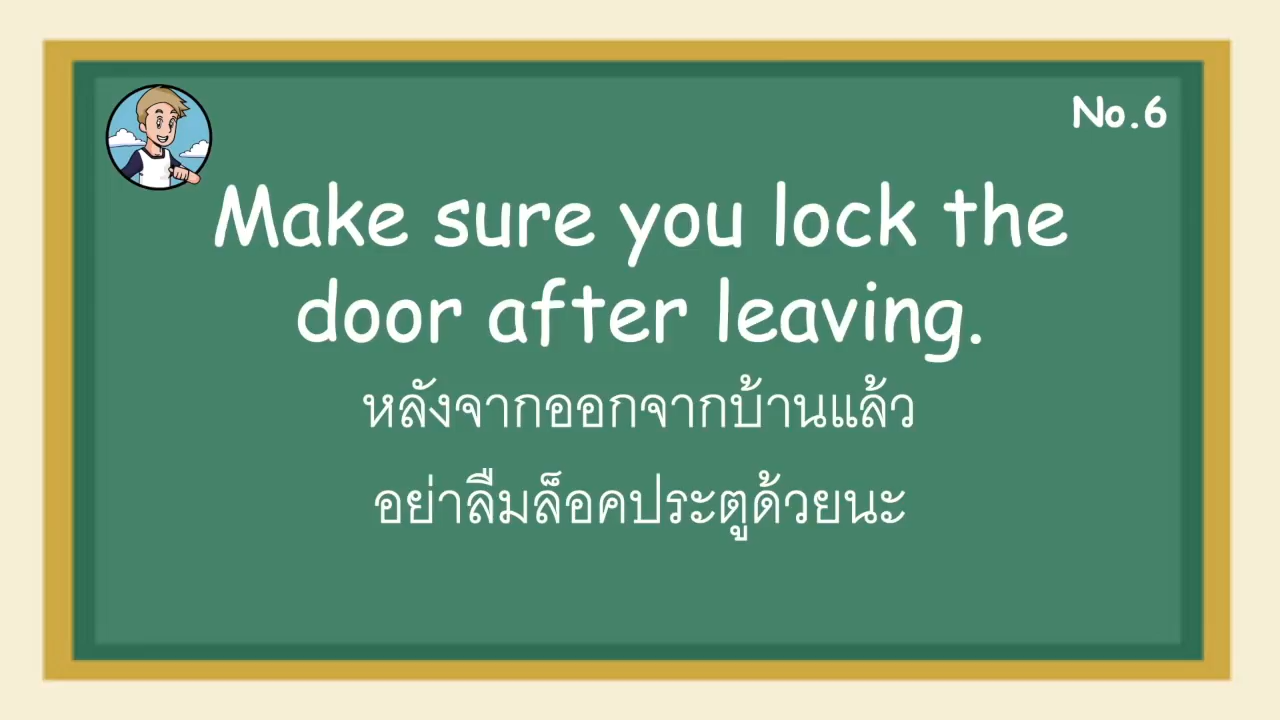 No.6
Make sure you lock the
door after leaving.
หลังจากออกจากบ้านแล้ว
อย่าลืมล็อคประตูด้วยนะ